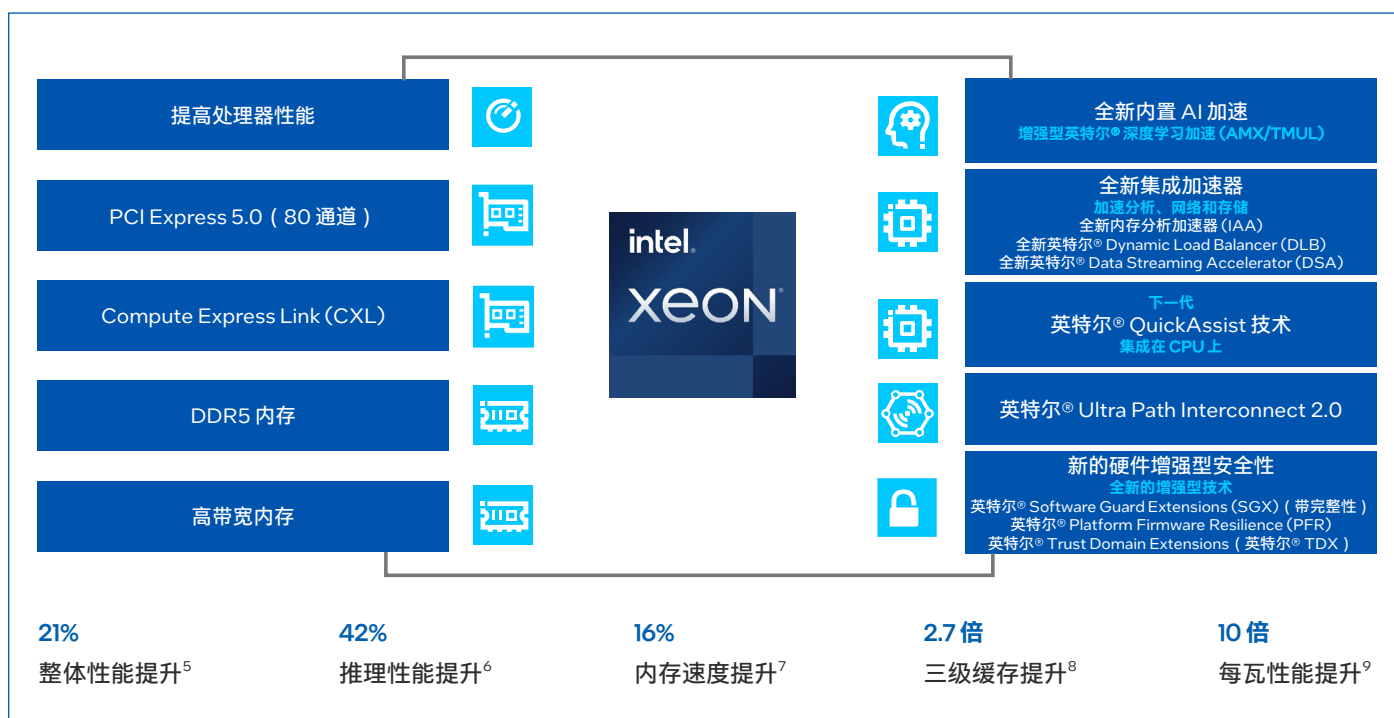 提高处理器性能
PCI Express 5.0（80 通道）
Compute Express Link (CXL)
DDR5 内存
高带宽内存
intel.
xeon®
全新内置 AI 加速
增强型英特尔® 深度学习加速 (AMX/TMUL)
全新集成加速器
加速分析、网络和存储
全新内存分析加速器 (IAA)
全新英特尔® Dynamic Load Balancer (DLB)
全新英特尔® Data Streaming Accelerator (DSA)
下一代
英特尔® QuickAssist 技术
集成在 CPU 上
英特尔® Ultra Path Interconnect 2.0
新的硬件增强型安全性
全新的增强型技术
英特尔® Software Guard Extensions (SGX)（带完整性）
英特尔® Platform Firmware Resilience (PFR)
英特尔® Trust Domain Extensions（英特尔® TDX）
21%
整体性能提升⁵
42%
推理性能提升⁶
16%
内存速度提升⁷
2.7 倍
三级缓存提升⁸
10 倍
每瓦性能提升⁹